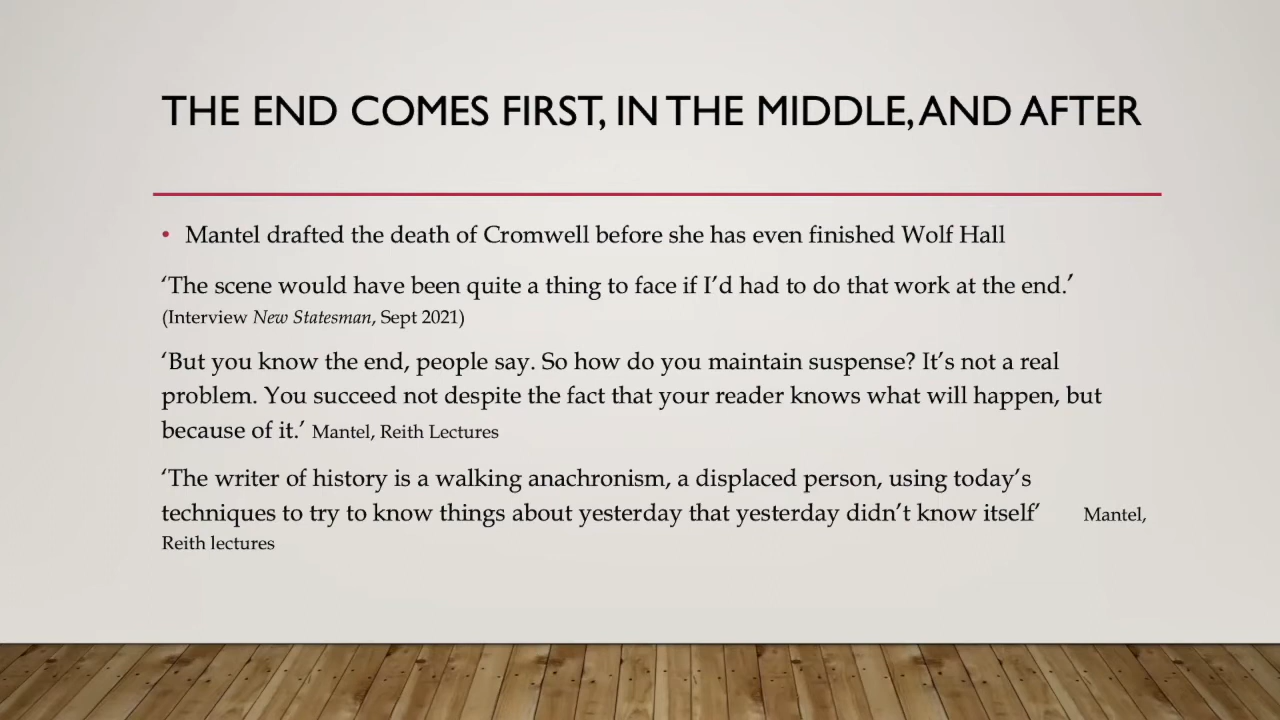 THE END COMES FIRST, IN THE MIDDLE, AND AFTER
• Mantel drafted the death of Cromwell before she has even finished Wolf Hall
‘The scene would have been quite a thing to face if I’d had to do that work at the end.’
(Interview New Statesman, Sept 2021)
‘But you know the end, people say. So how do you maintain suspense? It’s not a real
problem. You succeed not despite the fact that your reader knows what will happen, but
because of it.’ Mantel, Reith Lectures
‘The writer of history is a walking anachronism, a displaced person, using today’s
techniques to try to know things about yesterday that yesterday didn’t know itself’ Mantel,
Reith lectures